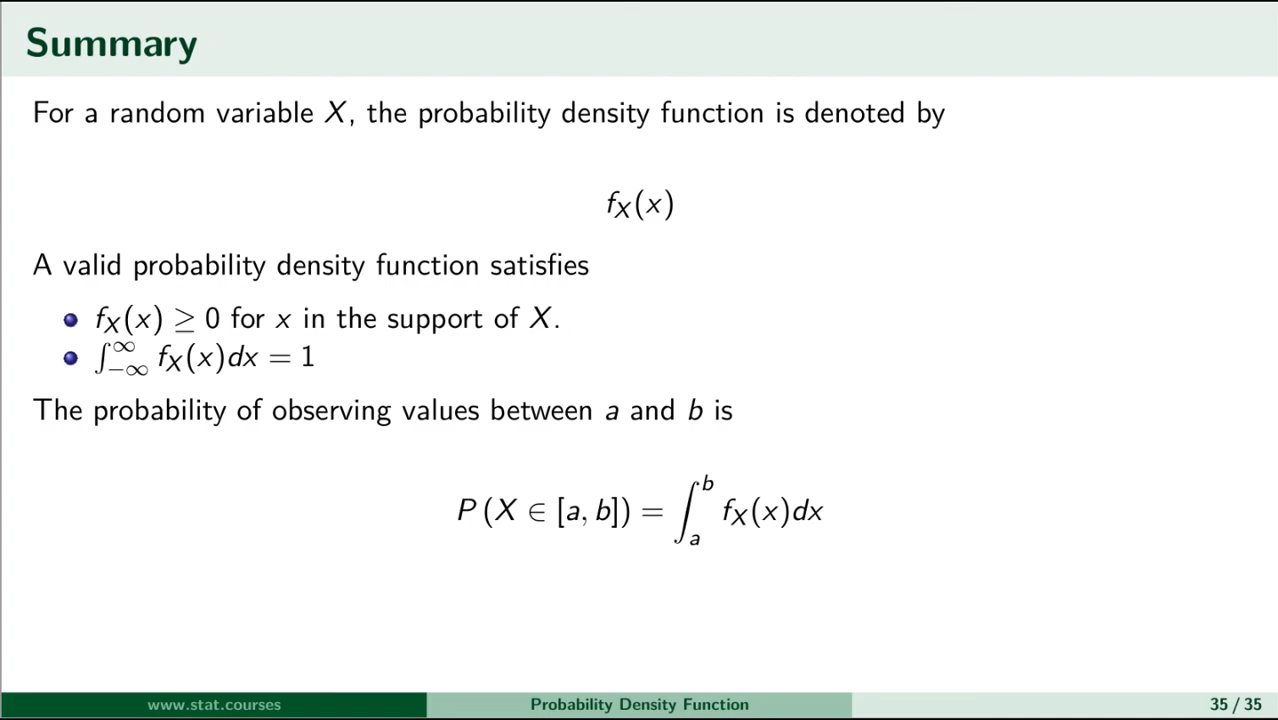 Summary
For a random variable X, the probability density function is denoted by
f_X(x)
A valid probability density function satisfies
• f_X(x) ≥ 0 for x in the support of X.
• ∫_{−∞}^{∞} f_X(x)dx = 1
The probability of observing values between a and b is
P (X ∈ [a, b]) = ∫_a^b f_X(x)dx
www.stat.courses Probability Density Function 35 / 35